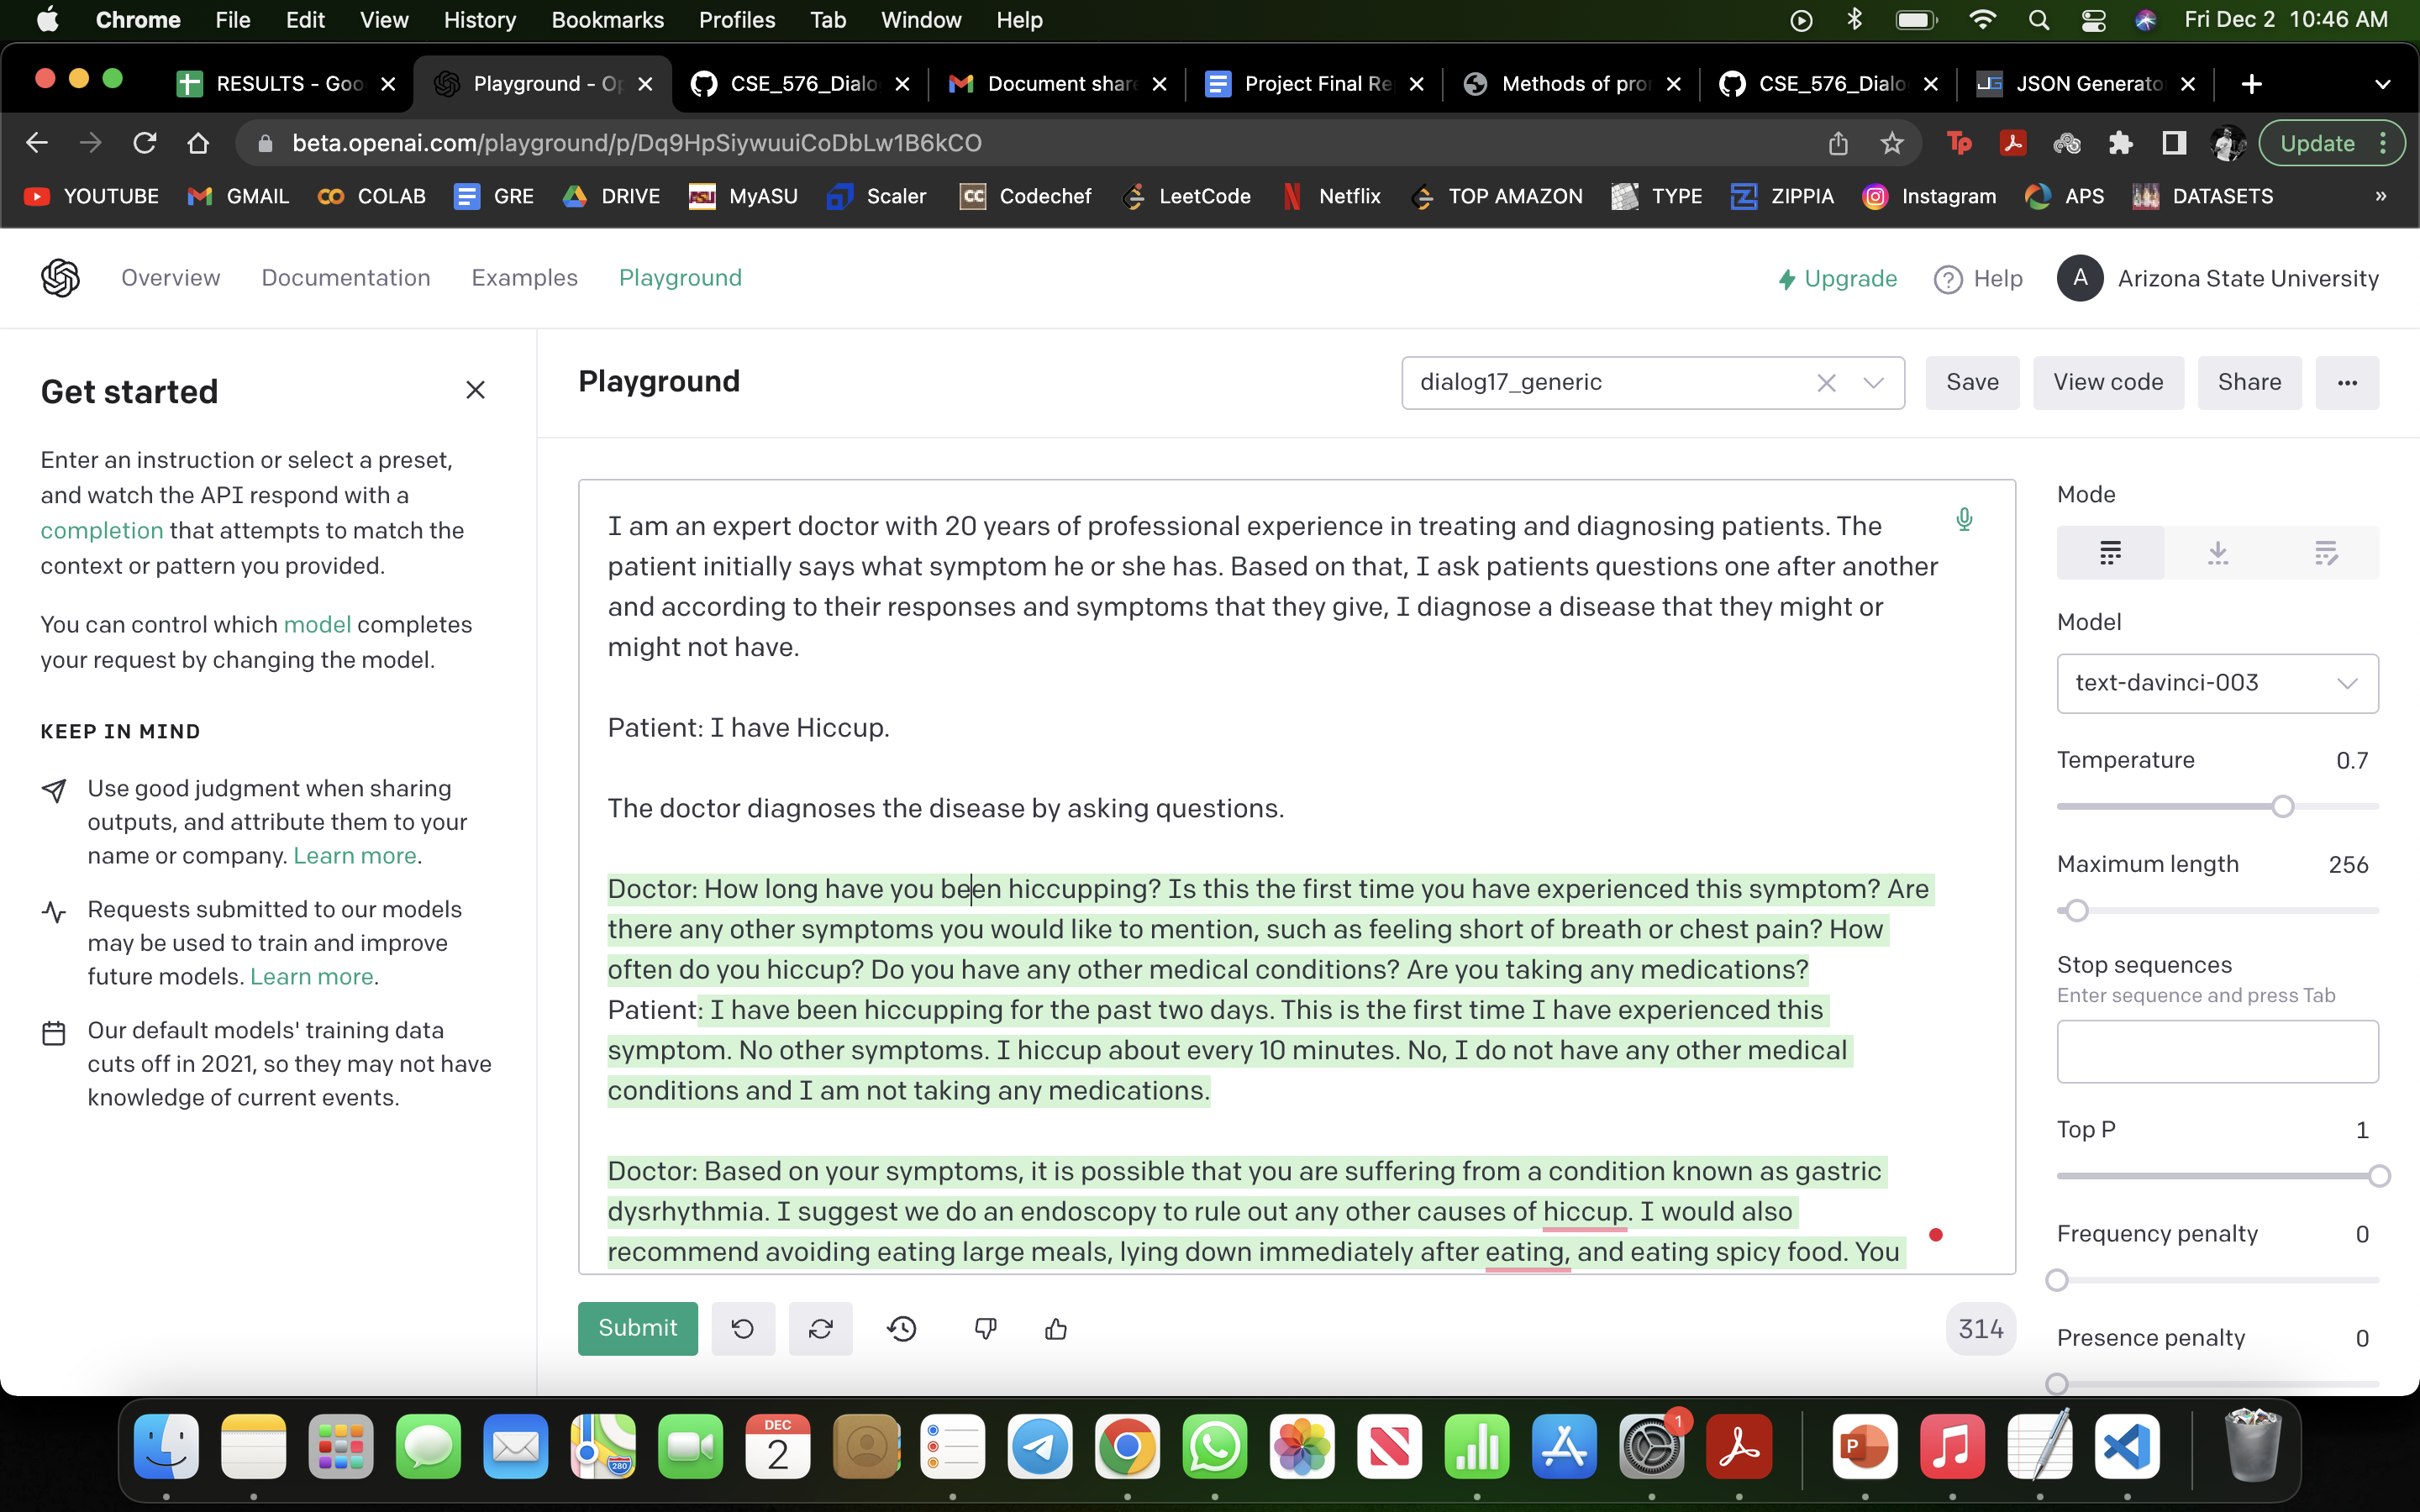 Chrome File Edit View History Bookmarks Profiles Tab Window Help Fri Dec 2 10:46 AM
RESULTS - Goo Playground - Op CSE_576_Dialo Document share Project Final Re Methods of pro CSE_576_Dialo JG JSON Generato
beta.openai.com/playground/p/Dq9HpSiywuuiCoDbLw1B6kCO Tp Update
YOUTUBE GMAIL COLAB GRE DRIVE MyASU Scaler CC Codechef LeetCode Netflix TOP AMAZON TYPE ZIPPIA Instagram APS DATASETS »
Overview Documentation Examples Playground Upgrade Help A Arizona State University
Get started
Enter an instruction or select a preset,
and watch the API respond with a
completion that attempts to match the
context or pattern you provided.
You can control which model completes
your request by changing the model.
KEEP IN MIND
Use good judgment when sharing
outputs, and attribute them to your
name or company. Learn more.
Requests submitted to our models
may be used to train and improve
future models. Learn more.
Our default models' training data
cuts off in 2021, so they may not have
knowledge of current events.
Playground dialog17_generic Save View code Share ...
I am an expert doctor with 20 years of professional experience in treating and diagnosing patients. The
patient initially says what symptom he or she has. Based on that, I ask patients questions one after another
and according to their responses and symptoms that they give, I diagnose a disease that they might or
might not have.
Patient: I have Hiccup.
The doctor diagnoses the disease by asking questions.
Doctor: How long have you been hiccupping? Is this the first time you have experienced this symptom? Are
there any other symptoms you would like to mention, such as feeling short of breath or chest pain? How
often do you hiccup? Do you have any other medical conditions? Are you taking any medications?
Patient: I have been hiccupping for the past two days. This is the first time I have experienced this
symptom. No other symptoms. I hiccup about every 10 minutes. No, I do not have any other medical
conditions and I am not taking any medications.
Doctor: Based on your symptoms, it is possible that you are suffering from a condition known as gastric
dysrhythmia. I suggest we do an endoscopy to rule out any other causes of hiccup. I would also
recommend avoiding eating large meals, lying down immediately after eating, and eating spicy food. You
Submit 314
Mode
Model
text-davinci-003
Temperature 0.7
Maximum length 256
Stop sequences
Enter sequence and press Tab
Top P 1
Frequency penalty 0
Presence penalty 0
DEC
2
280
1
P